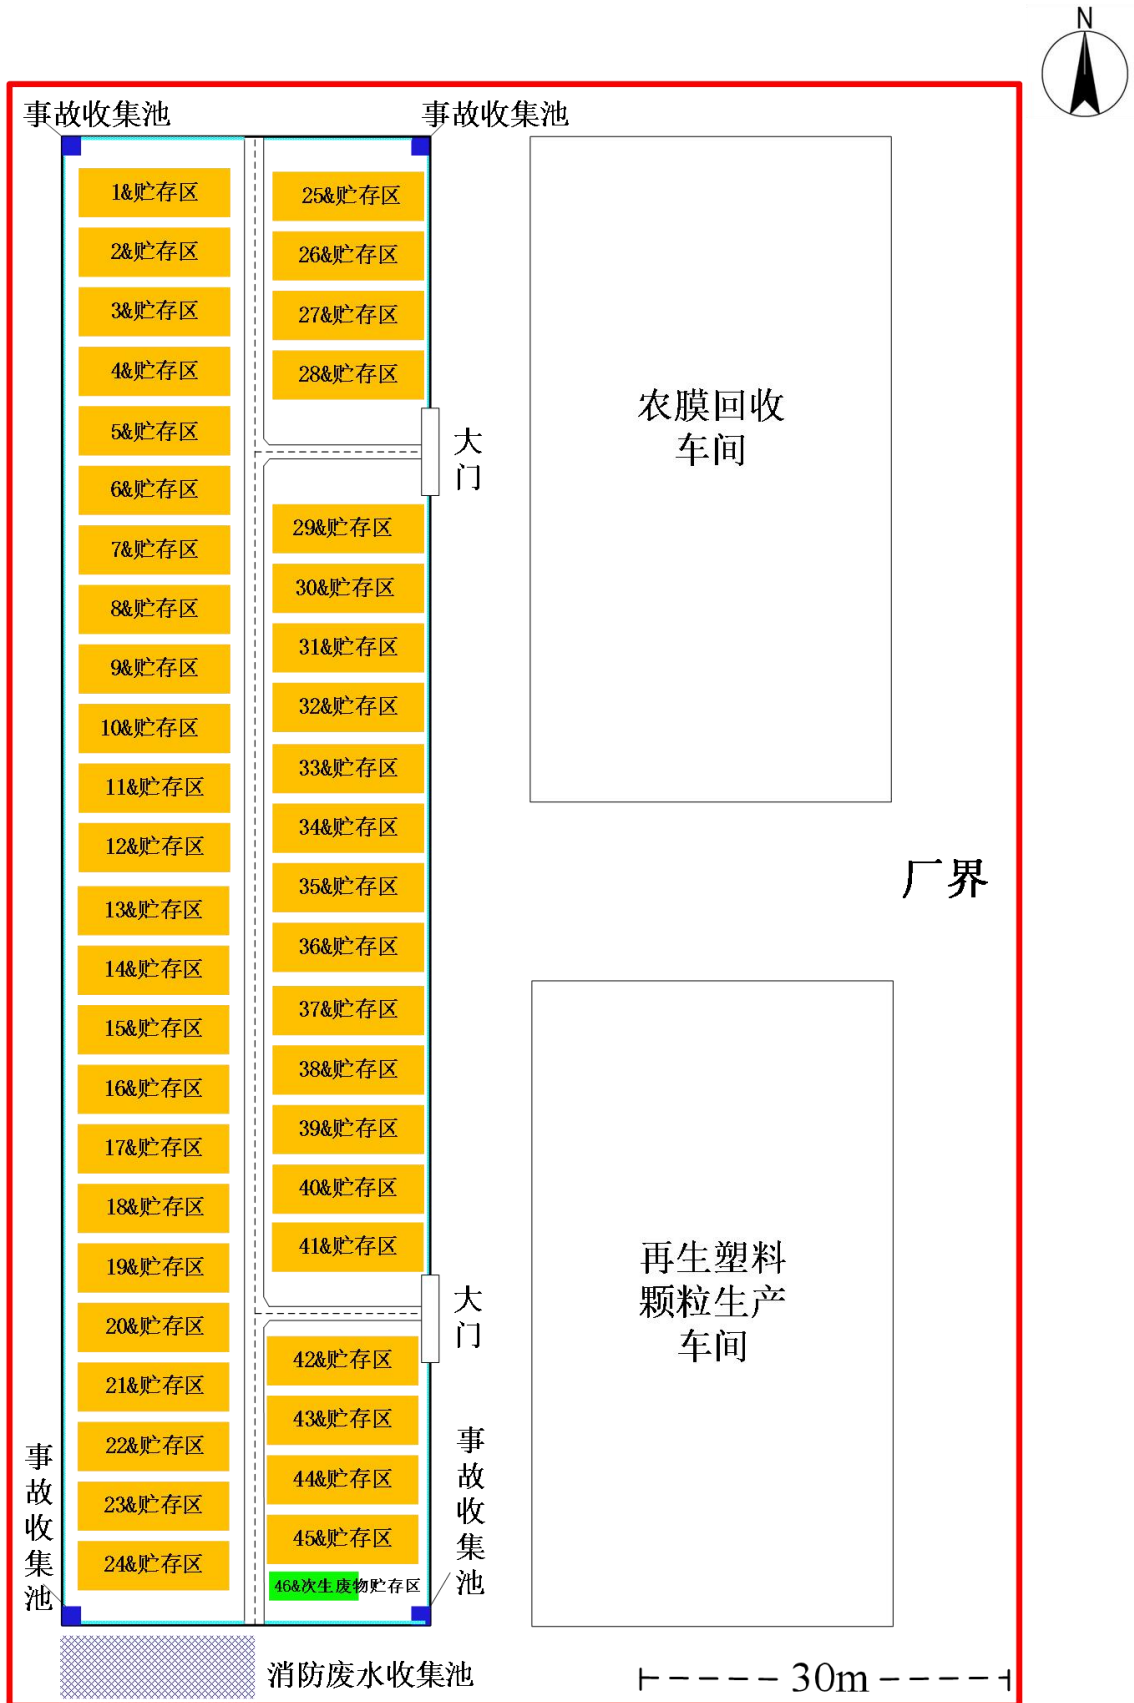 N
事故收集池
事故收集池
1&贮存区
2&贮存区
3&贮存区
4&贮存区
5&贮存区
6&贮存区
7&贮存区
8&贮存区
9&贮存区
10&贮存区
11&贮存区
12&贮存区
13&贮存区
14&贮存区
15&贮存区
16&贮存区
17&贮存区
18&贮存区
19&贮存区
20&贮存区
21&贮存区
22&贮存区
23&贮存区
24&贮存区
25&贮存区
26&贮存区
27&贮存区
28&贮存区
29&贮存区
30&贮存区
31&贮存区
32&贮存区
33&贮存区
34&贮存区
35&贮存区
36&贮存区
37&贮存区
38&贮存区
39&贮存区
40&贮存区
41&贮存区
42&贮存区
43&贮存区
44&贮存区
45&贮存区
46&次生废物贮存区
大门
大门
农膜回收
车间
厂界
再生塑料
颗粒生产
车间
事故收集池
事故收集池
消防废水收集池
30m